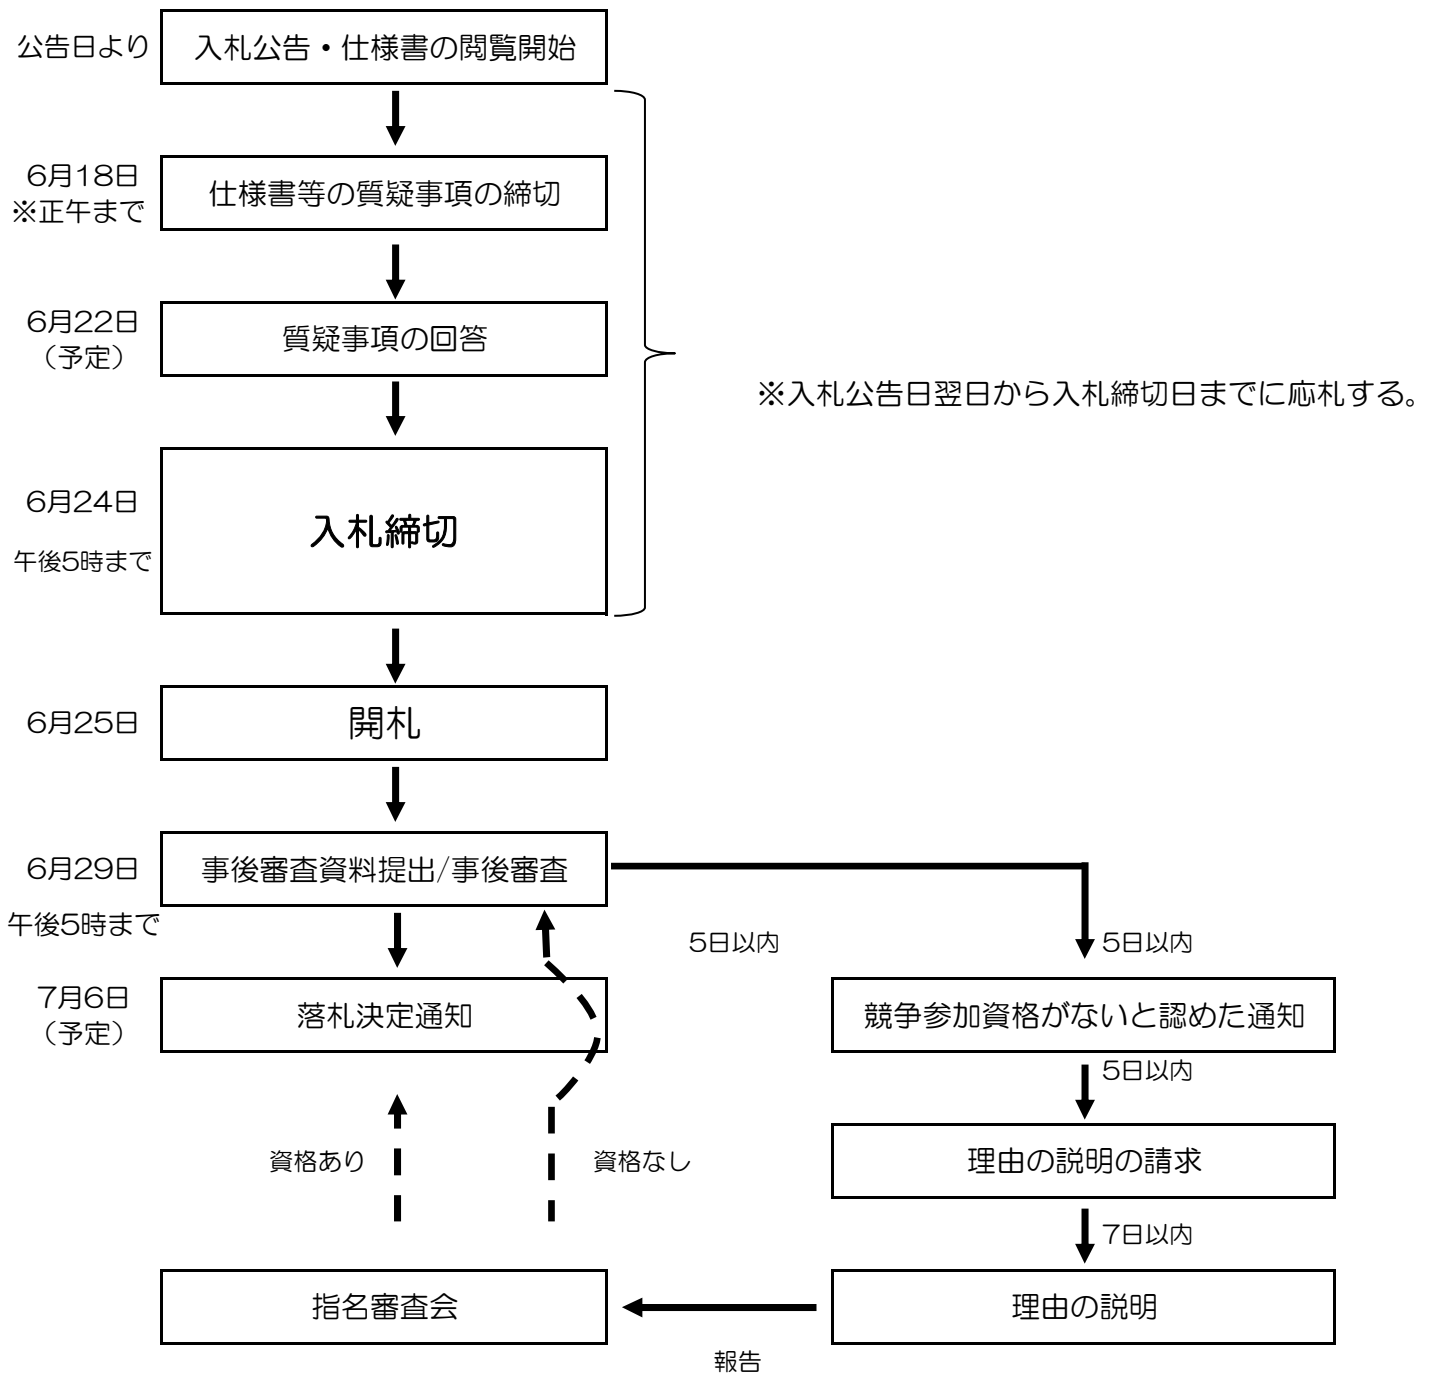 公告日より
入札公告・仕様書の閲覧開始
6月18日
※正午まで
仕様書等の質疑事項の締切
6月22日
（予定）
質疑事項の回答
※入札公告日翌日から入札締切日までに応札する。
6月24日
午後5時まで
入札締切
6月25日
開札
6月29日
午後5時まで
事後審査資料提出/事後審査
5日以内
5日以内
7月6日
（予定）
落札決定通知
競争参加資格がないと認めた通知
5日以内
資格あり
資格なし
理由の説明の請求
7日以内
指名審査会
理由の説明
報告